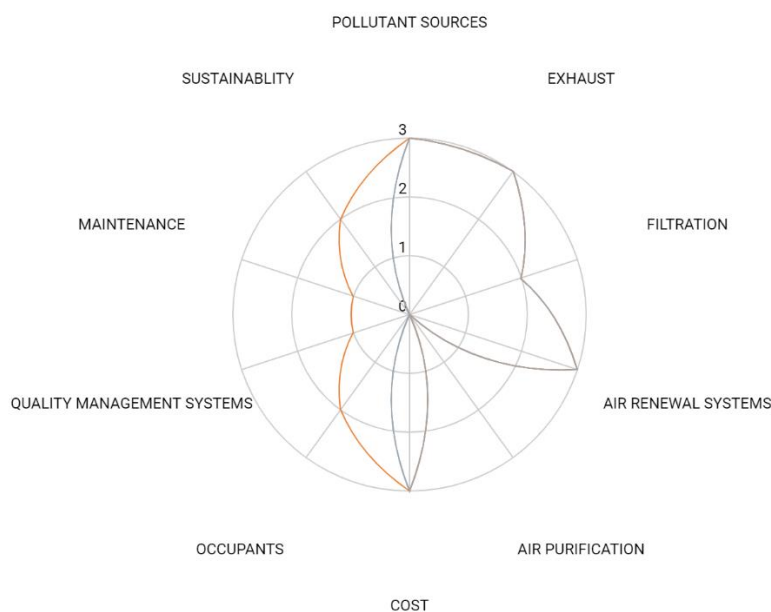 POLLUTANT SOURCES
SUSTAINABLITY
EXHAUST
3
2
MAINTENANCE
FILTRATION
1
0
QUALITY MANAGEMENT SYSTEMS
AIR RENEWAL SYSTEMS
OCCUPANTS
AIR PURIFICATION
COST